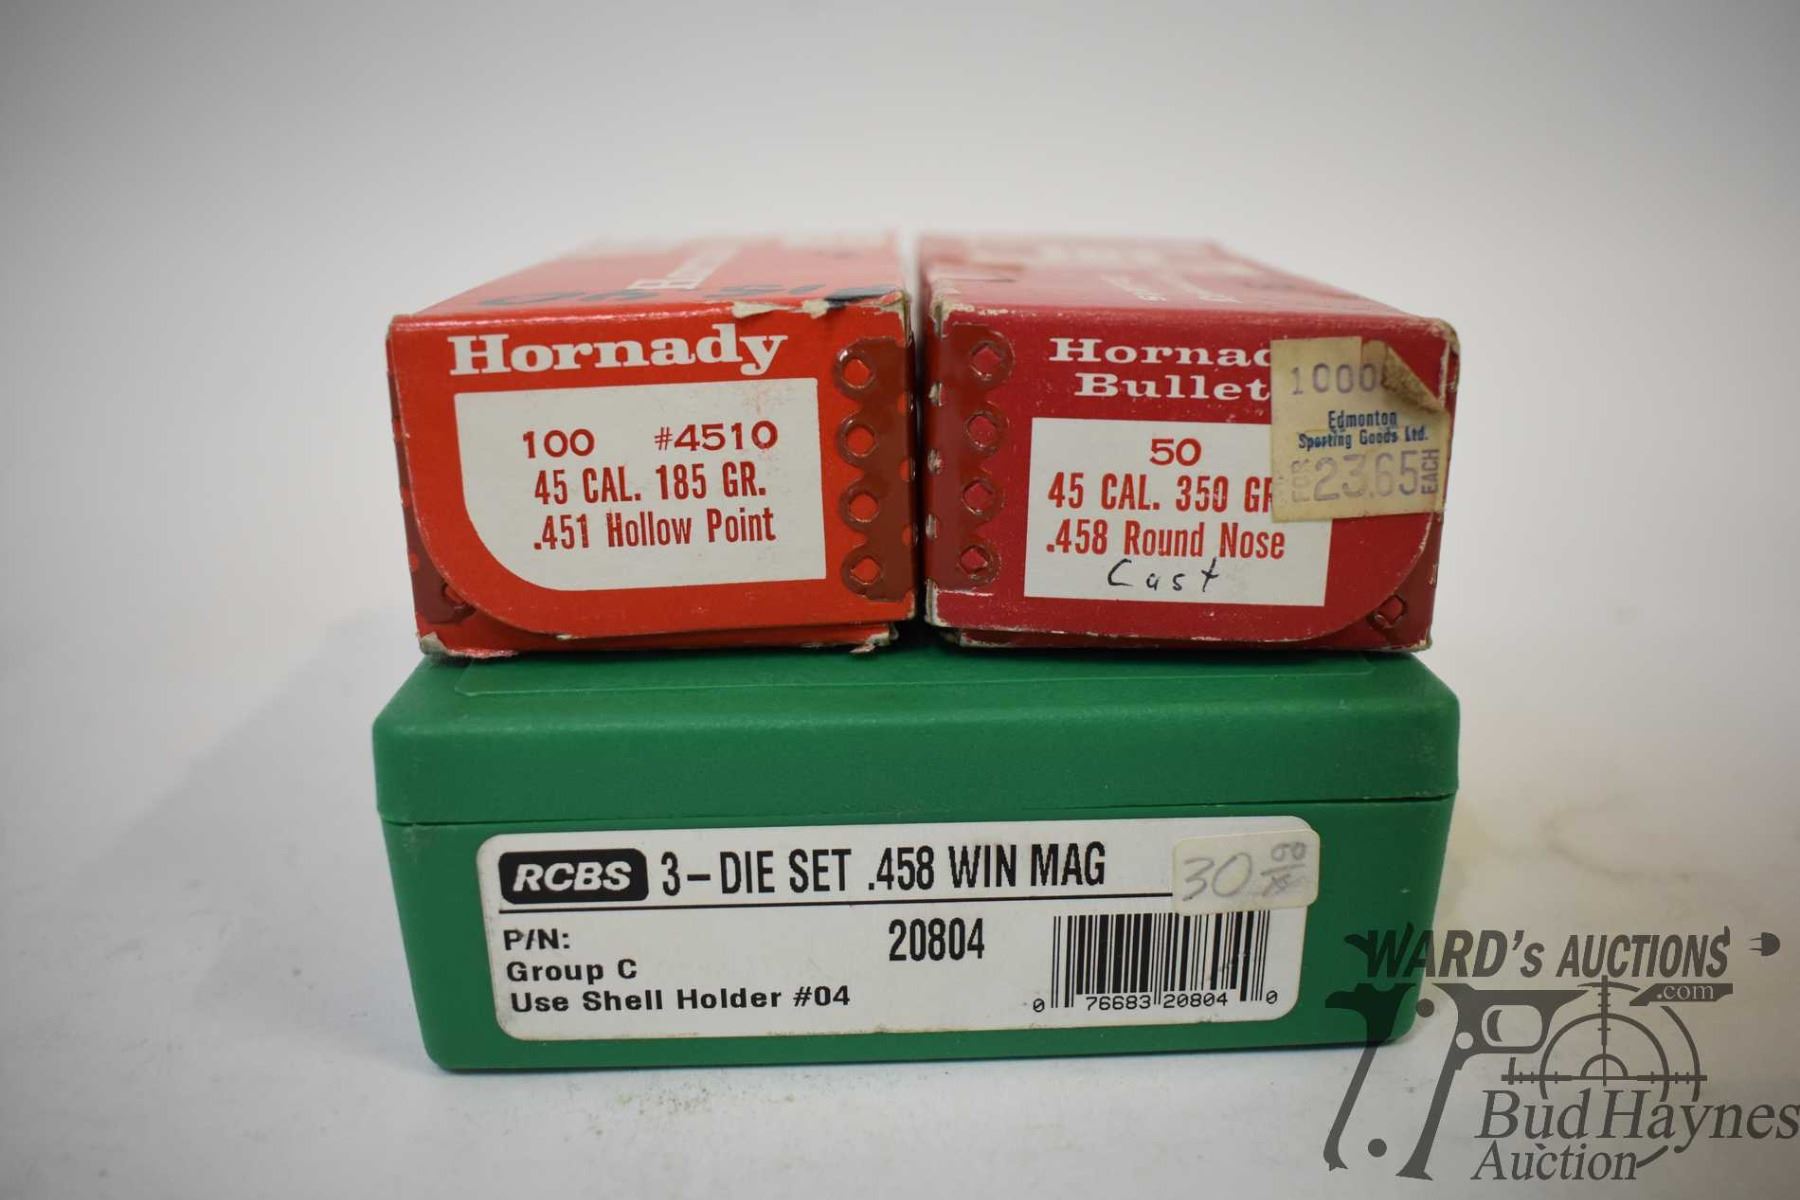 Hornady
100 #4510
45 CAL. 185 GR.
.451 Hollow Point
Hornad
Bullet
50
45 CAL. 350 GR
.458 Round Nose
Cast
1000
Edmonton
Sporting Goods Ltd.
FOR 23.65 EACH
RCBS 3-DIE SET .458 WIN MAG
30
P/N: 20804
Group C
Use Shell Holder #04
0 76683 20804 0
WARD's AUCTIONS
.com
Bud Haynes
Auction